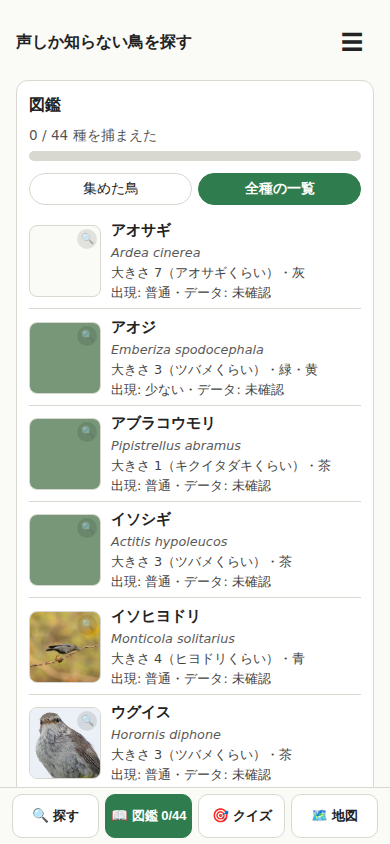 声しか知らない鳥を探す
☰
図鑑
0 / 44 種を捕まえた
集めた鳥
全種の一覧
アオサギ
Ardea cinerea
大きさ 7（アオサギくらい）・灰
出現: 普通・データ: 未確認
アオジ
Emberiza spodocephala
大きさ 3（ツバメくらい）・緑・黄
出現: 少ない・データ: 未確認
アブラコウモリ
Pipistrellus abramus
大きさ 1（キクイタダキくらい）・茶
出現: 普通・データ: 未確認
イソシギ
Actitis hypoleucos
大きさ 3（ツバメくらい）・茶
出現: 普通・データ: 未確認
イソヒヨドリ
Monticola solitarius
大きさ 4（ヒヨドリくらい）・青
出現: 普通・データ: 未確認
ウグイス
Horornis diphone
大きさ 3（ツバメくらい）・茶
出現: 普通・データ: 未確認
🔍 探す
📖 図鑑 0/44
🎯 クイズ
🗺️ 地図